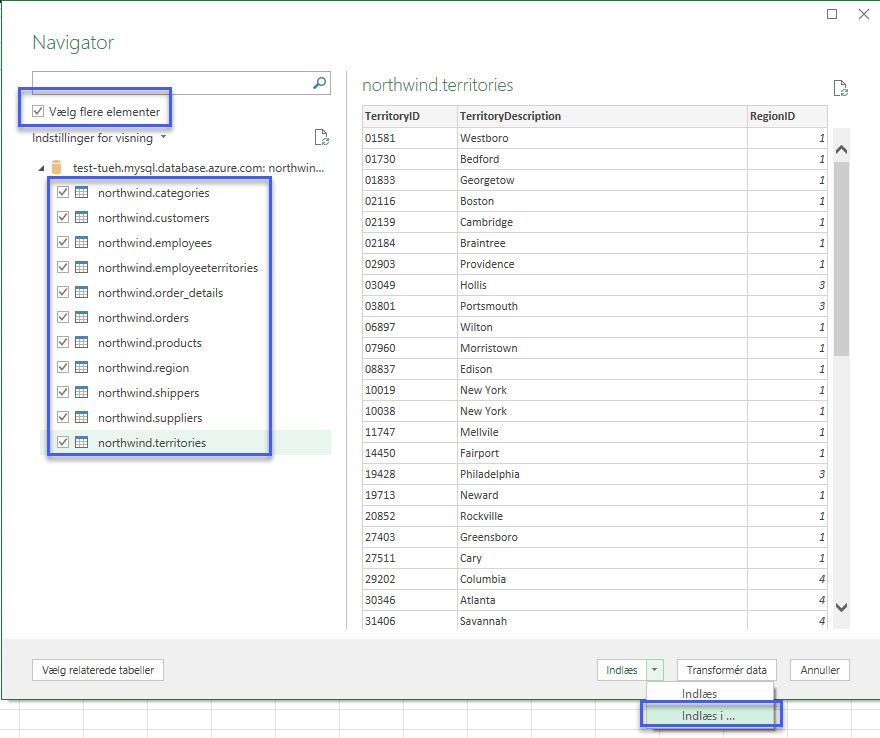 Navigator
Vælg flere elementer
Indstillinger for visning
test-tueh.mysql.database.azure.com: northwin...
northwind.categories
northwind.customers
northwind.employees
northwind.employeeterritories
northwind.order_details
northwind.orders
northwind.products
northwind.region
northwind.shippers
northwind.suppliers
northwind.territories
northwind.territories
TerritoryID TerritoryDescription RegionID
01581 Westboro 1
01730 Bedford 1
01833 Georgetow 1
02116 Boston 1
02139 Cambridge 1
02184 Braintree 1
02903 Providence 1
03049 Hollis 3
03801 Portsmouth 3
06897 Wilton 1
07960 Morristown 1
08837 Edison 1
10019 New York 1
10038 New York 1
11747 Mellvile 1
14450 Fairport 1
19428 Philadelphia 3
19713 Neward 1
20852 Rockville 1
27403 Greensboro 1
27511 Cary 1
29202 Columbia 4
30346 Atlanta 4
31406 Savannah 4
Vælg relaterede tabeller
Indlæs
Transformér data
Annuller
Indlæs
Indlæs i ...